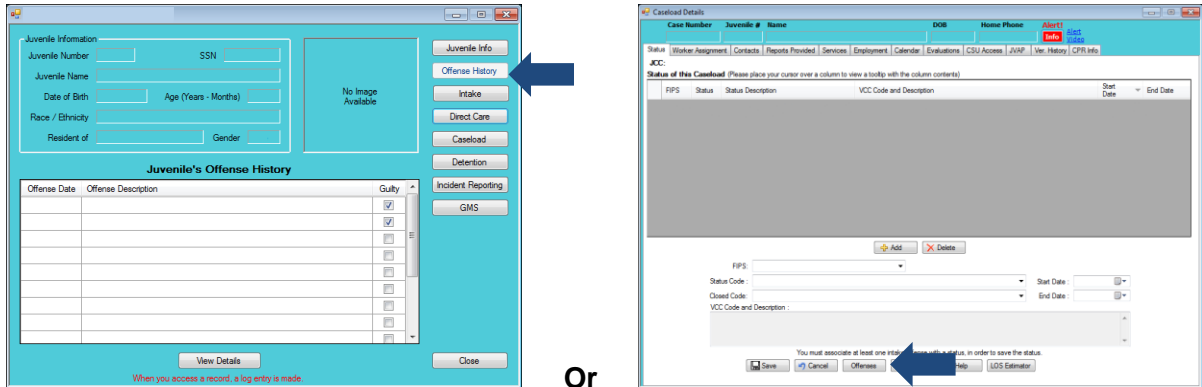 Juvenile Information
Juvenile Number SSN
Juvenile Name
Date of Birth Age (Years - Months)
Race / Ethnicity
Resident of Gender
No Image
Available
Juvenile Info
Offense History
Intake
Direct Care
Caseload
Detention
Incident Reporting
GMS
Juvenile's Offense History
Offense Date Offense Description Guilty
View Details
Close
When you access a record, a log entry is made.
Or
Caseload Details
Case Number Juvenile # Name DOB Home Phone Alert!
Info Alert
Video
Status Worker Assignment Contacts Reports Provided Services Employment Calendar Evaluations CSU Access JVAP Ver. History CPR Info
JCC:
Status of this Caseload (Please place your cursor over a column to view a tooltip with the column contents)
FIPS Status Status Description VCC Code and Description Start
Date End Date
Add Delete
FIPS:
Status Code : Start Date :
Closed Code: End Date :
VCC Code and Description :
You must associate at least one with a status, in order to save the status.
Save Cancel Offenses LOS Estimator